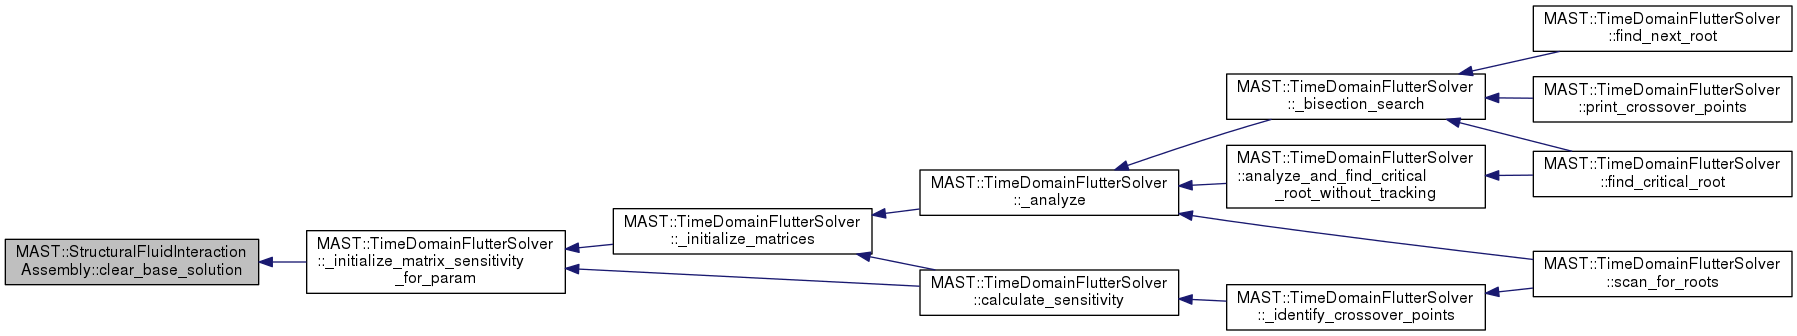 MAST::StructuralFluidInteraction
Assembly::clear_base_solution
MAST::TimeDomainFlutterSolver
::_initialize_matrix_sensitivity
_for_param
MAST::TimeDomainFlutterSolver
::_initialize_matrices
MAST::TimeDomainFlutterSolver
::_analyze
MAST::TimeDomainFlutterSolver
::calculate_sensitivity
MAST::TimeDomainFlutterSolver
::_bisection_search
MAST::TimeDomainFlutterSolver
::analyze_and_find_critical
_root_without_tracking
MAST::TimeDomainFlutterSolver
::_identify_crossover_points
MAST::TimeDomainFlutterSolver
::find_next_root
MAST::TimeDomainFlutterSolver
::print_crossover_points
MAST::TimeDomainFlutterSolver
::find_critical_root
MAST::TimeDomainFlutterSolver
::scan_for_roots